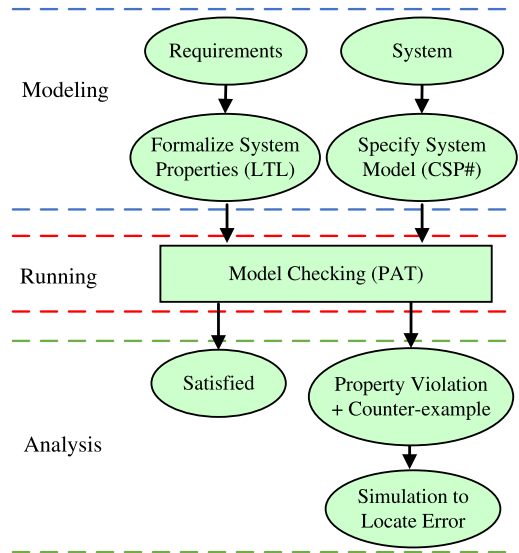 Requirements
System
Modeling
Formalize System
Properties (LTL)
Specify System
Model (CSP#)
Running
Model Checking (PAT)
Satisfied
Property Violation
+ Counter-example
Analysis
Simulation to
Locate Error